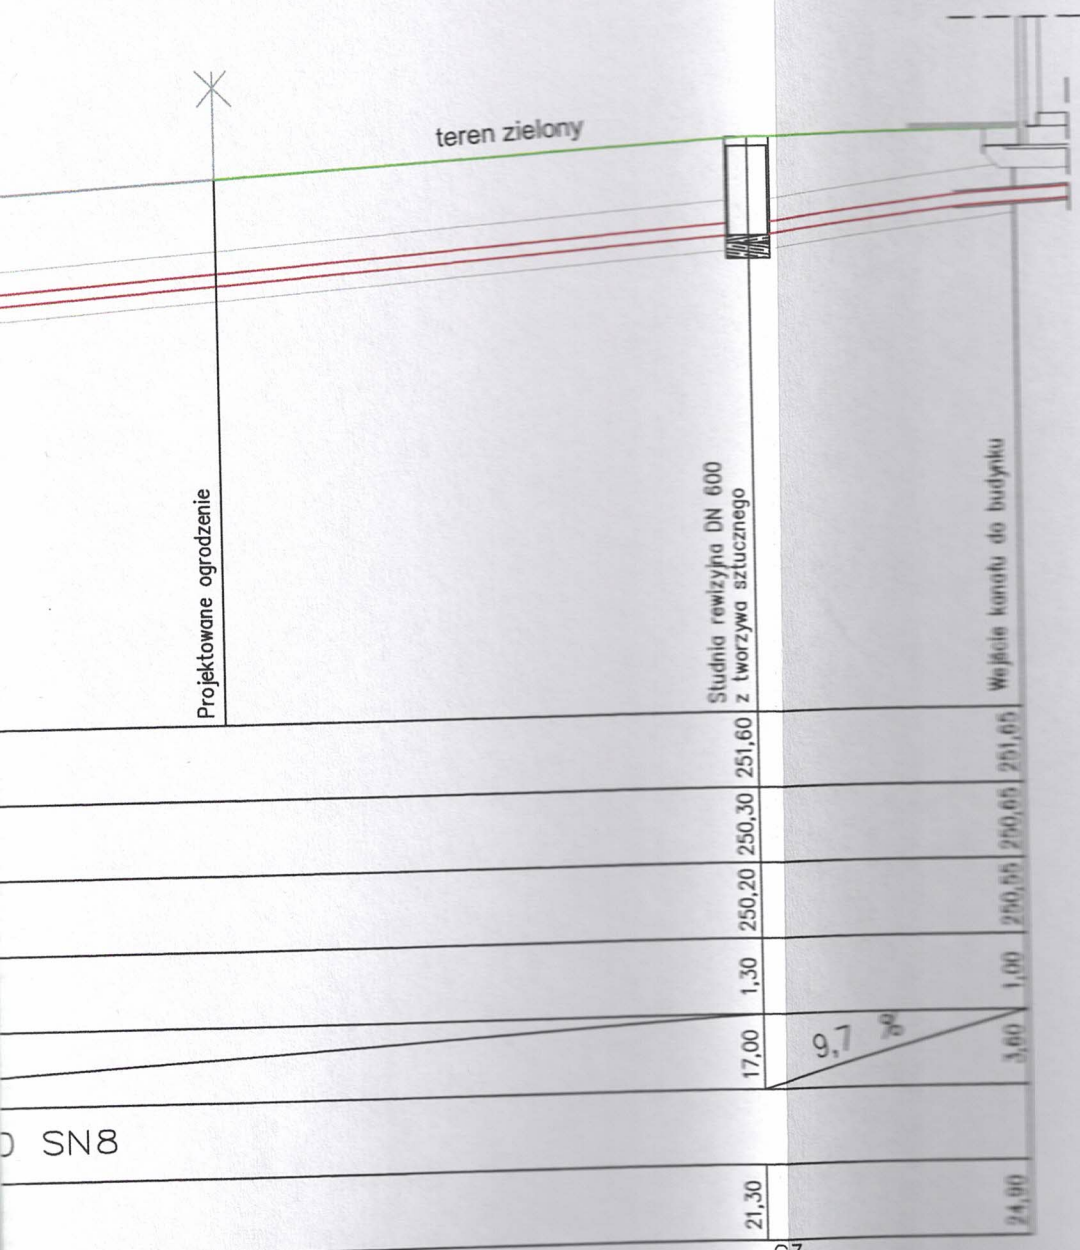 teren zielony
Projektowane ogrodzenie
Studnia rewizyjna DN 600
z tworzywa sztucznego
Wejście kanału do budynku
251,60
251,65
250,30
250,65
250,20
250,55
1,30
1,00
17,00
9,7 %
3,60
SN8
21,30
24,90